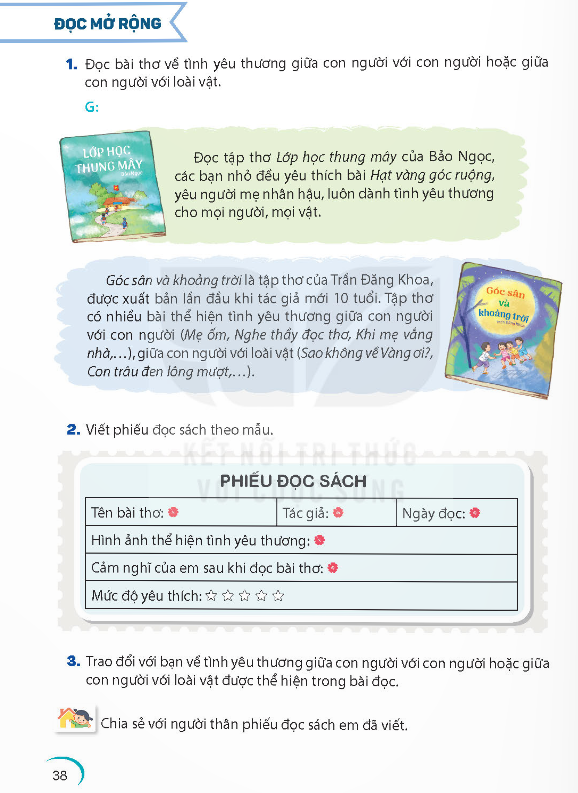 ĐỌC MỞ RỘNG
1. Đọc bài thơ về tình yêu thương giữa con người với con người hoặc giữa
con người với loài vật.
G:
LỚP HỌC
THUNG MÂY
Bảo Ngọc
Đọc tập thơ Lớp học thung mây của Bảo Ngọc,
các bạn nhỏ đều yêu thích bài Hạt vàng góc ruộng,
yêu người mẹ nhân hậu, luôn dành tình yêu thương
cho mọi người, mọi vật.
Góc sân và khoảng trời là tập thơ của Trần Đăng Khoa,
được xuất bản lần đầu khi tác giả mới 10 tuổi. Tập thơ
có nhiều bài thể hiện tình yêu thương giữa con người
với con người (Mẹ ốm, Nghe thầy đọc thơ, Khi mẹ vắng
nhà,...), giữa con người với loài vật (Sao không về Vàng ơi?,
Con trâu đen lông mượt,...).
Góc sân
và
khoảng trời
2. Viết phiếu đọc sách theo mẫu.
KẾT NỐI TRI THỨC
VỚI CUỘC SỐNG
PHIẾU ĐỌC SÁCH
Tên bài thơ: Tác giả: Ngày đọc:
Hình ảnh thể hiện tình yêu thương:
Cảm nghĩ của em sau khi đọc bài thơ:
Mức độ yêu thích: ☆ ☆ ☆ ☆ ☆
3. Trao đổi với bạn về tình yêu thương giữa con người với con người hoặc giữa
con người với loài vật được thể hiện trong bài đọc.
Chia sẻ với người thân phiếu đọc sách em đã viết.
38